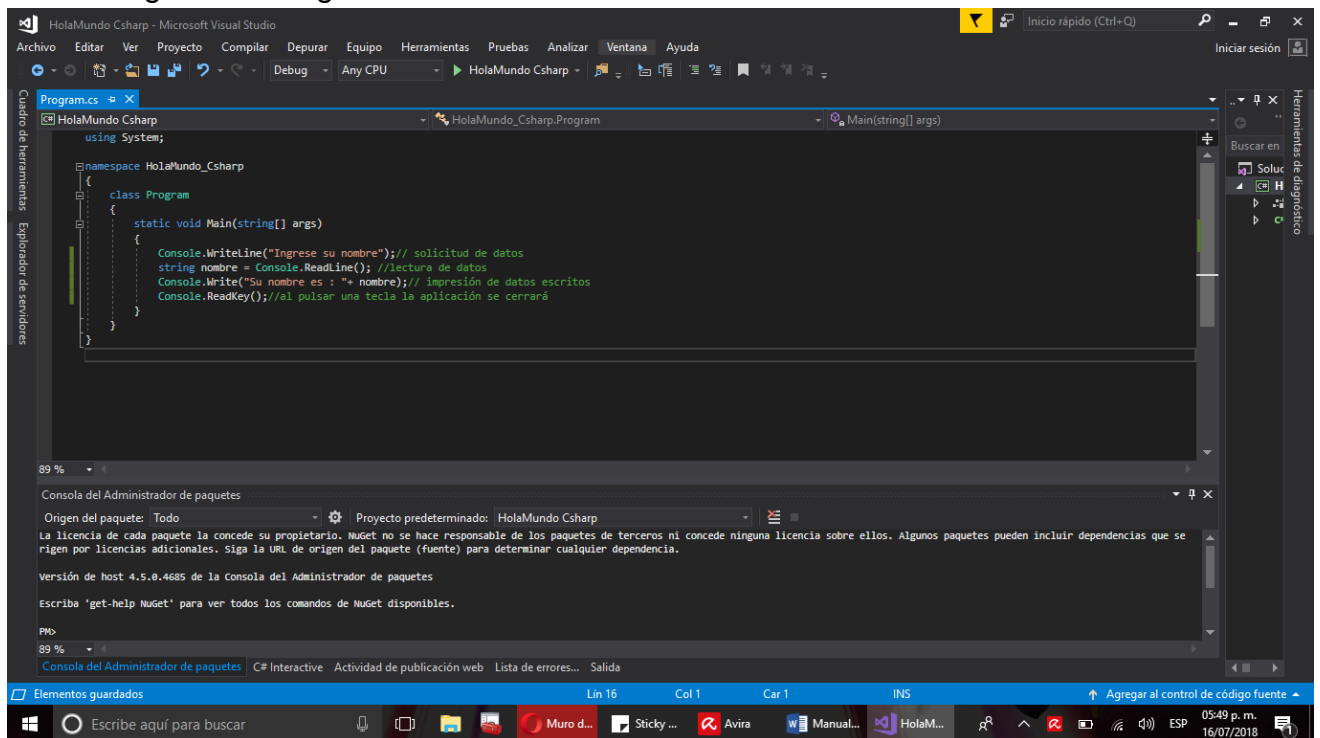 HolaMundo Csharp - Microsoft Visual Studio
Inicio rápido (Ctrl+Q)
Archivo Editar Ver Proyecto Compilar Depurar Equipo Herramientas Pruebas Analizar Ventana Ayuda
Iniciar sesión
Debug Any CPU HolaMundo Csharp
Cuadro de herramientas
Explorador de servidores
Program.cs
HolaMundo Csharp HolaMundo_Csharp.Program Main(string[] args)
using System;
namespace HolaMundo_Csharp
{
class Program
{
static void Main(string[] args)
{
Console.WriteLine("Ingrese su nombre");// solicitud de datos
string nombre = Console.ReadLine(); //lectura de datos
Console.Write("Su nombre es : "+ nombre);// impresión de datos escritos
Console.ReadKey();//al pulsar una tecla la aplicación se cerrará
}
}
}
89 %
Buscar en
Soluc
C# H
Herramientas de diagnóstico
Consola del Administrador de paquetes
Origen del paquete: Todo Proyecto predeterminado: HolaMundo Csharp
La licencia de cada paquete la concede su propietario. NuGet no se hace responsable de los paquetes de terceros ni concede ninguna licencia sobre ellos. Algunos paquetes pueden incluir dependencias que se
rigen por licencias adicionales. Siga la URL de origen del paquete (fuente) para determinar cualquier dependencia.
Versión de host 4.5.0.4685 de la Consola del Administrador de paquetes
Escriba 'get-help NuGet' para ver todos los comandos de NuGet disponibles.
PM>
89 %
Consola del Administrador de paquetes C# Interactive Actividad de publicación web Lista de errores... Salida
Elementos guardados Lín 16 Col 1 Car 1 INS Agregar al control de código fuente
Escribe aquí para buscar Muro d... Sticky ... Avira Manual... HolaM... ESP 05:49 p. m.
16/07/2018